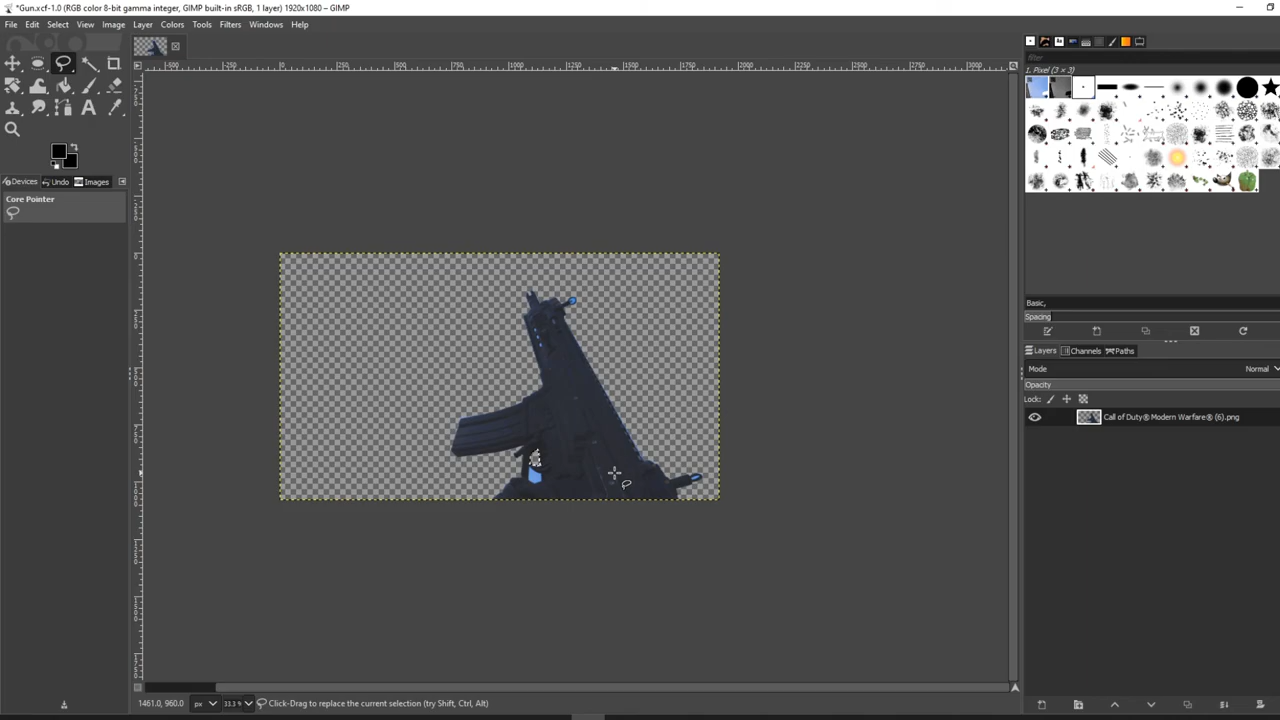 *Gun.xcf-1.0 (RGB color 8-bit gamma integer, GIMP built-in sRGB, 1 layer) 1920x1080 – GIMP
File Edit Select View Image Layer Colors Tools Filters Windows Help
filter
1. Pixel (3 × 3)
Devices Undo Images
Core Pointer
Basic,
Spacing
Layers Channels Paths
Mode Normal
Opacity
Lock:
Call of Duty® Modern Warfare® (6).png
1461.0, 960.0 px 33.3 % Click-Drag to replace the current selection (try Shift, Ctrl, Alt)